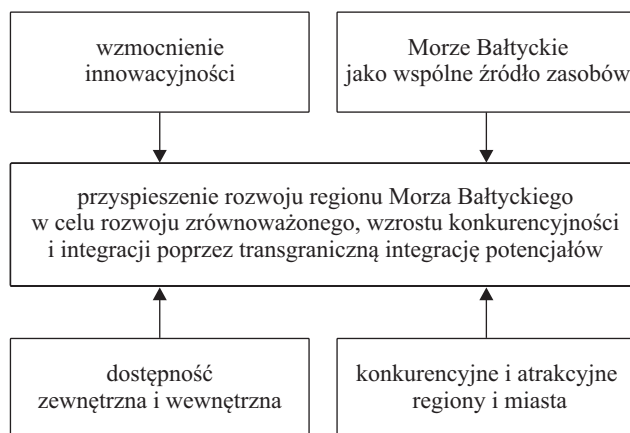 wzmocnienie
innowacyjności
Morze Bałtyckie
jako wspólne źródło zasobów
przyspieszenie rozwoju regionu Morza Bałtyckiego
w celu rozwoju zrównoważonego, wzrostu konkurencyjności
i integracji poprzez transgraniczną integrację potencjałów
dostępność
zewnętrzna i wewnętrzna
konkurencyjne i atrakcyjne
regiony i miasta